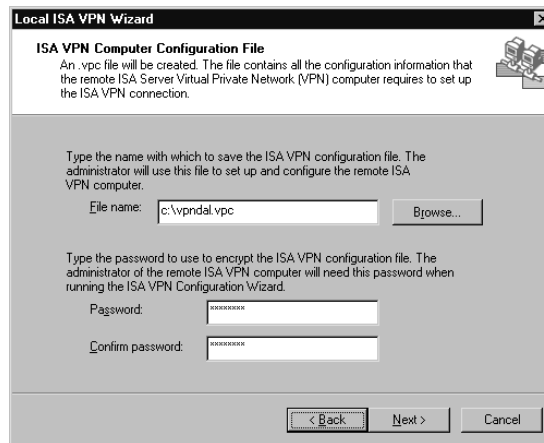 Local ISA VPN Wizard
ISA VPN Computer Configuration File
An .vpc file will be created. The file contains all the configuration information that
the remote ISA Server Virtual Private Network (VPN) computer requires to set up
the ISA VPN connection.
Type the name with which to save the ISA VPN configuration file. The
administrator will use this file to set up and configure the remote ISA
VPN computer.
File name: c:\vpndal.vpc Browse...
Type the password to use to encrypt the ISA VPN configuration file. The
administrator of the remote ISA VPN computer will need this password when
running the ISA VPN Configuration Wizard.
Password: ********
Confirm password: ********
< Back Next > Cancel